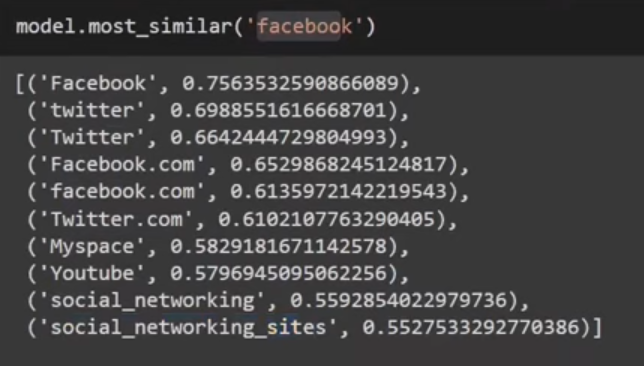 model.most_similar('facebook')
[('Facebook', 0.7563532590866089),
('twitter', 0.6988551616668701),
('Twitter', 0.6642444729804993),
('Facebook.com', 0.6529868245124817),
('facebook.com', 0.6135972142219543),
('Twitter.com', 0.6102107763290405),
('Myspace', 0.5829181671142578),
('Youtube', 0.5796945095062256),
('social_networking', 0.5592854022979736),
('social_networking_sites', 0.5527533292770386)]